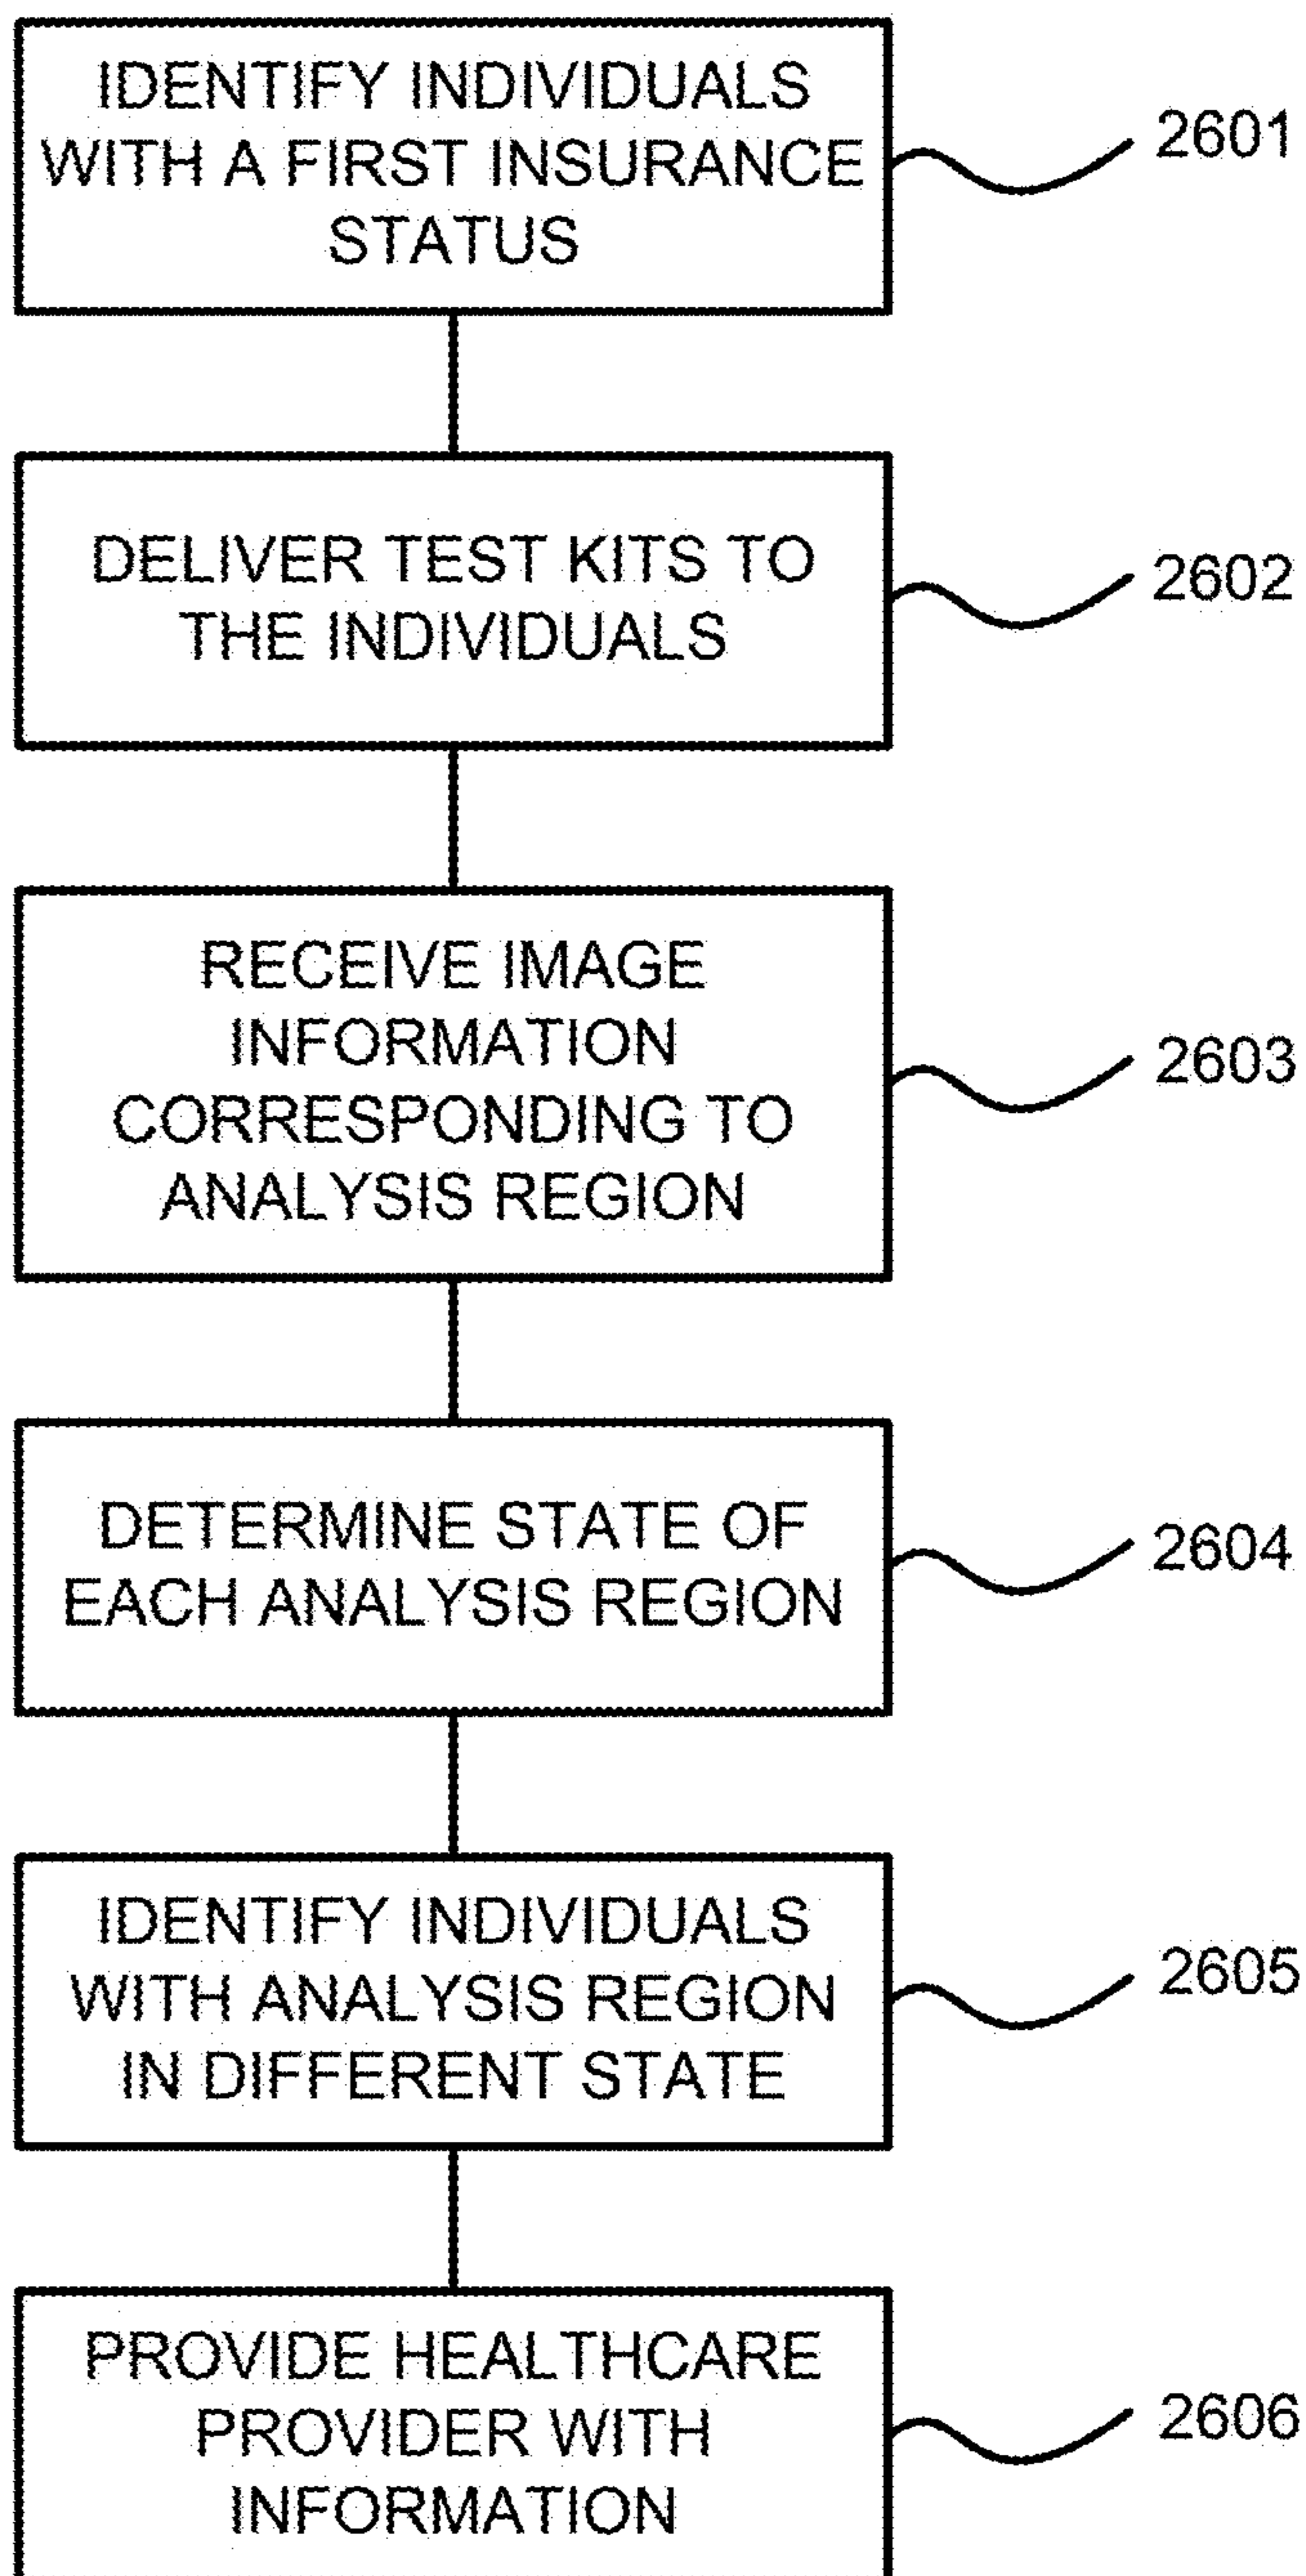 IDENTIFY INDIVIDUALS
WITH A FIRST INSURANCE
STATUS
2601
DELIVER TEST KITS TO
THE INDIVIDUALS
2602
RECEIVE IMAGE
INFORMATION
CORRESPONDING TO
ANALYSIS REGION
2603
DETERMINE STATE OF
EACH ANALYSIS REGION
2604
IDENTIFY INDIVIDUALS
WITH ANALYSIS REGION
IN DIFFERENT STATE
2605
PROVIDE HEALTHCARE
PROVIDER WITH
INFORMATION
2606